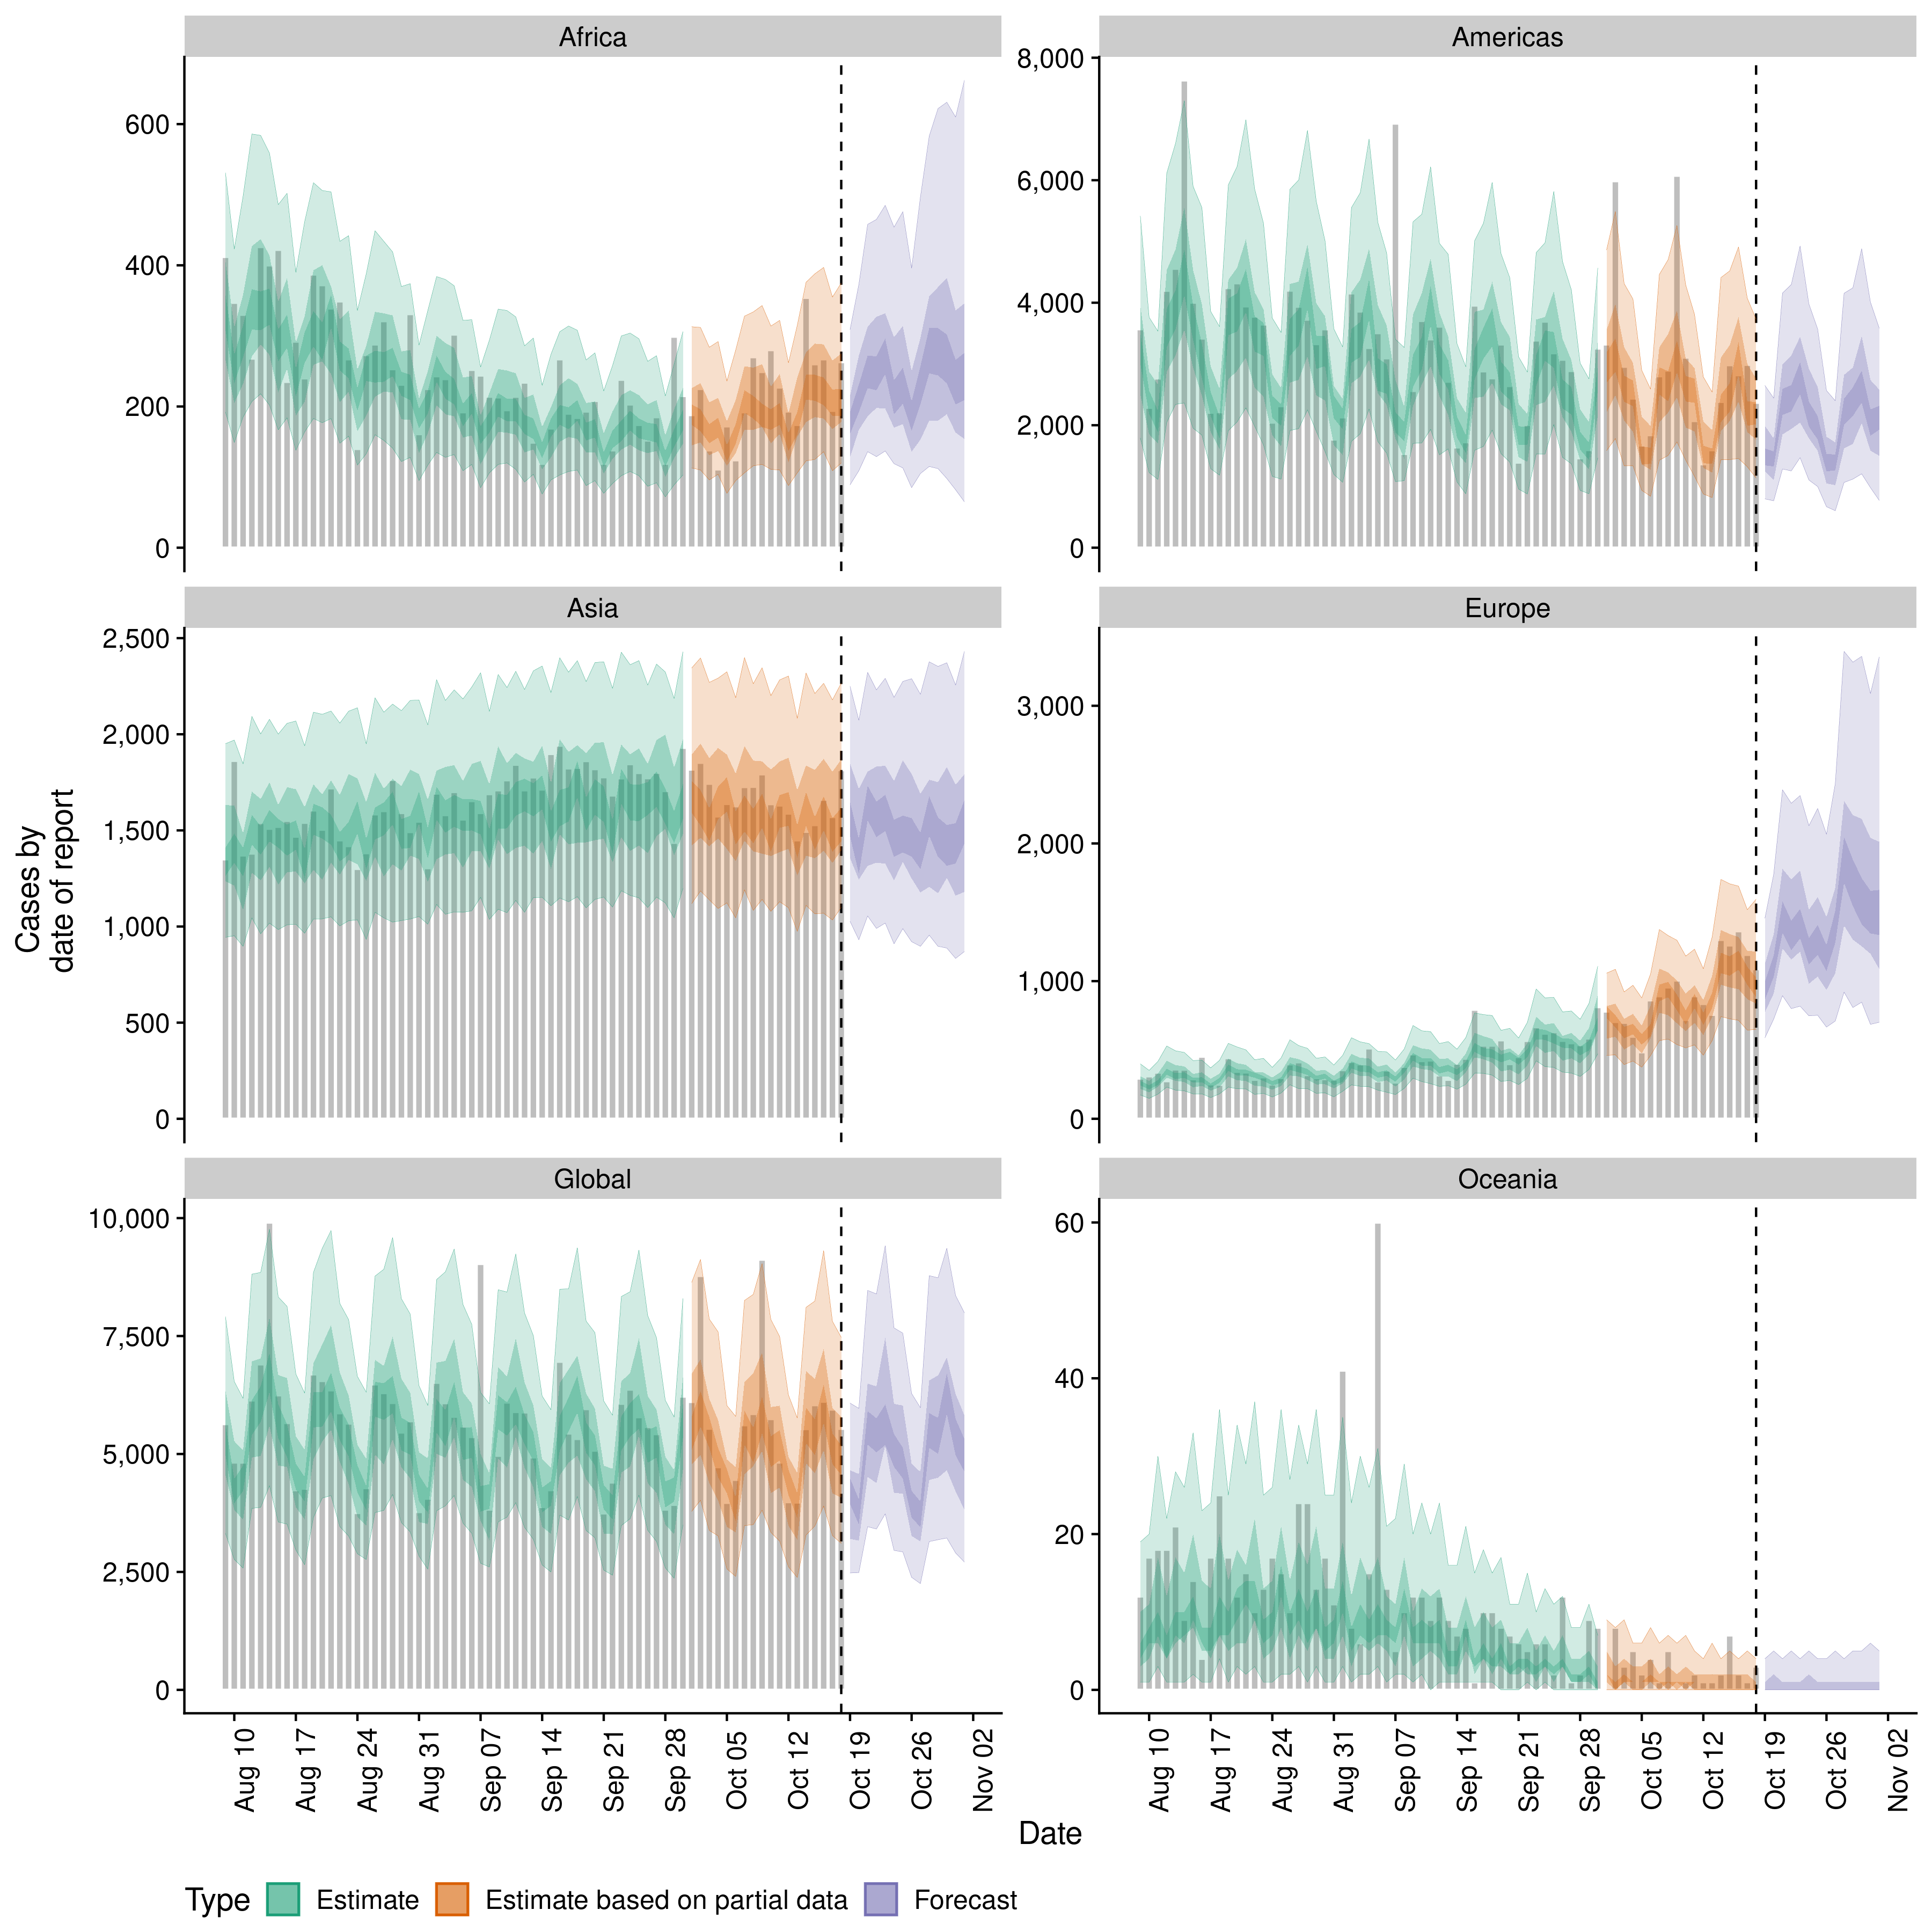 Africa
Americas
600
400
200
0
8,000
6,000
4,000
2,000
0
Asia
Europe
2,500
2,000
1,500
1,000
500
0
3,000
2,000
1,000
0
Global
Oceania
10,000
7,500
5,000
2,500
0
60
40
20
0
Cases by
date of report
Aug 10
Aug 17
Aug 24
Aug 31
Sep 07
Sep 14
Sep 21
Sep 28
Oct 05
Oct 12
Oct 19
Oct 26
Nov 02
Aug 10
Aug 17
Aug 24
Aug 31
Sep 07
Sep 14
Sep 21
Sep 28
Oct 05
Oct 12
Oct 19
Oct 26
Nov 02
Date
Type Estimate Estimate based on partial data Forecast